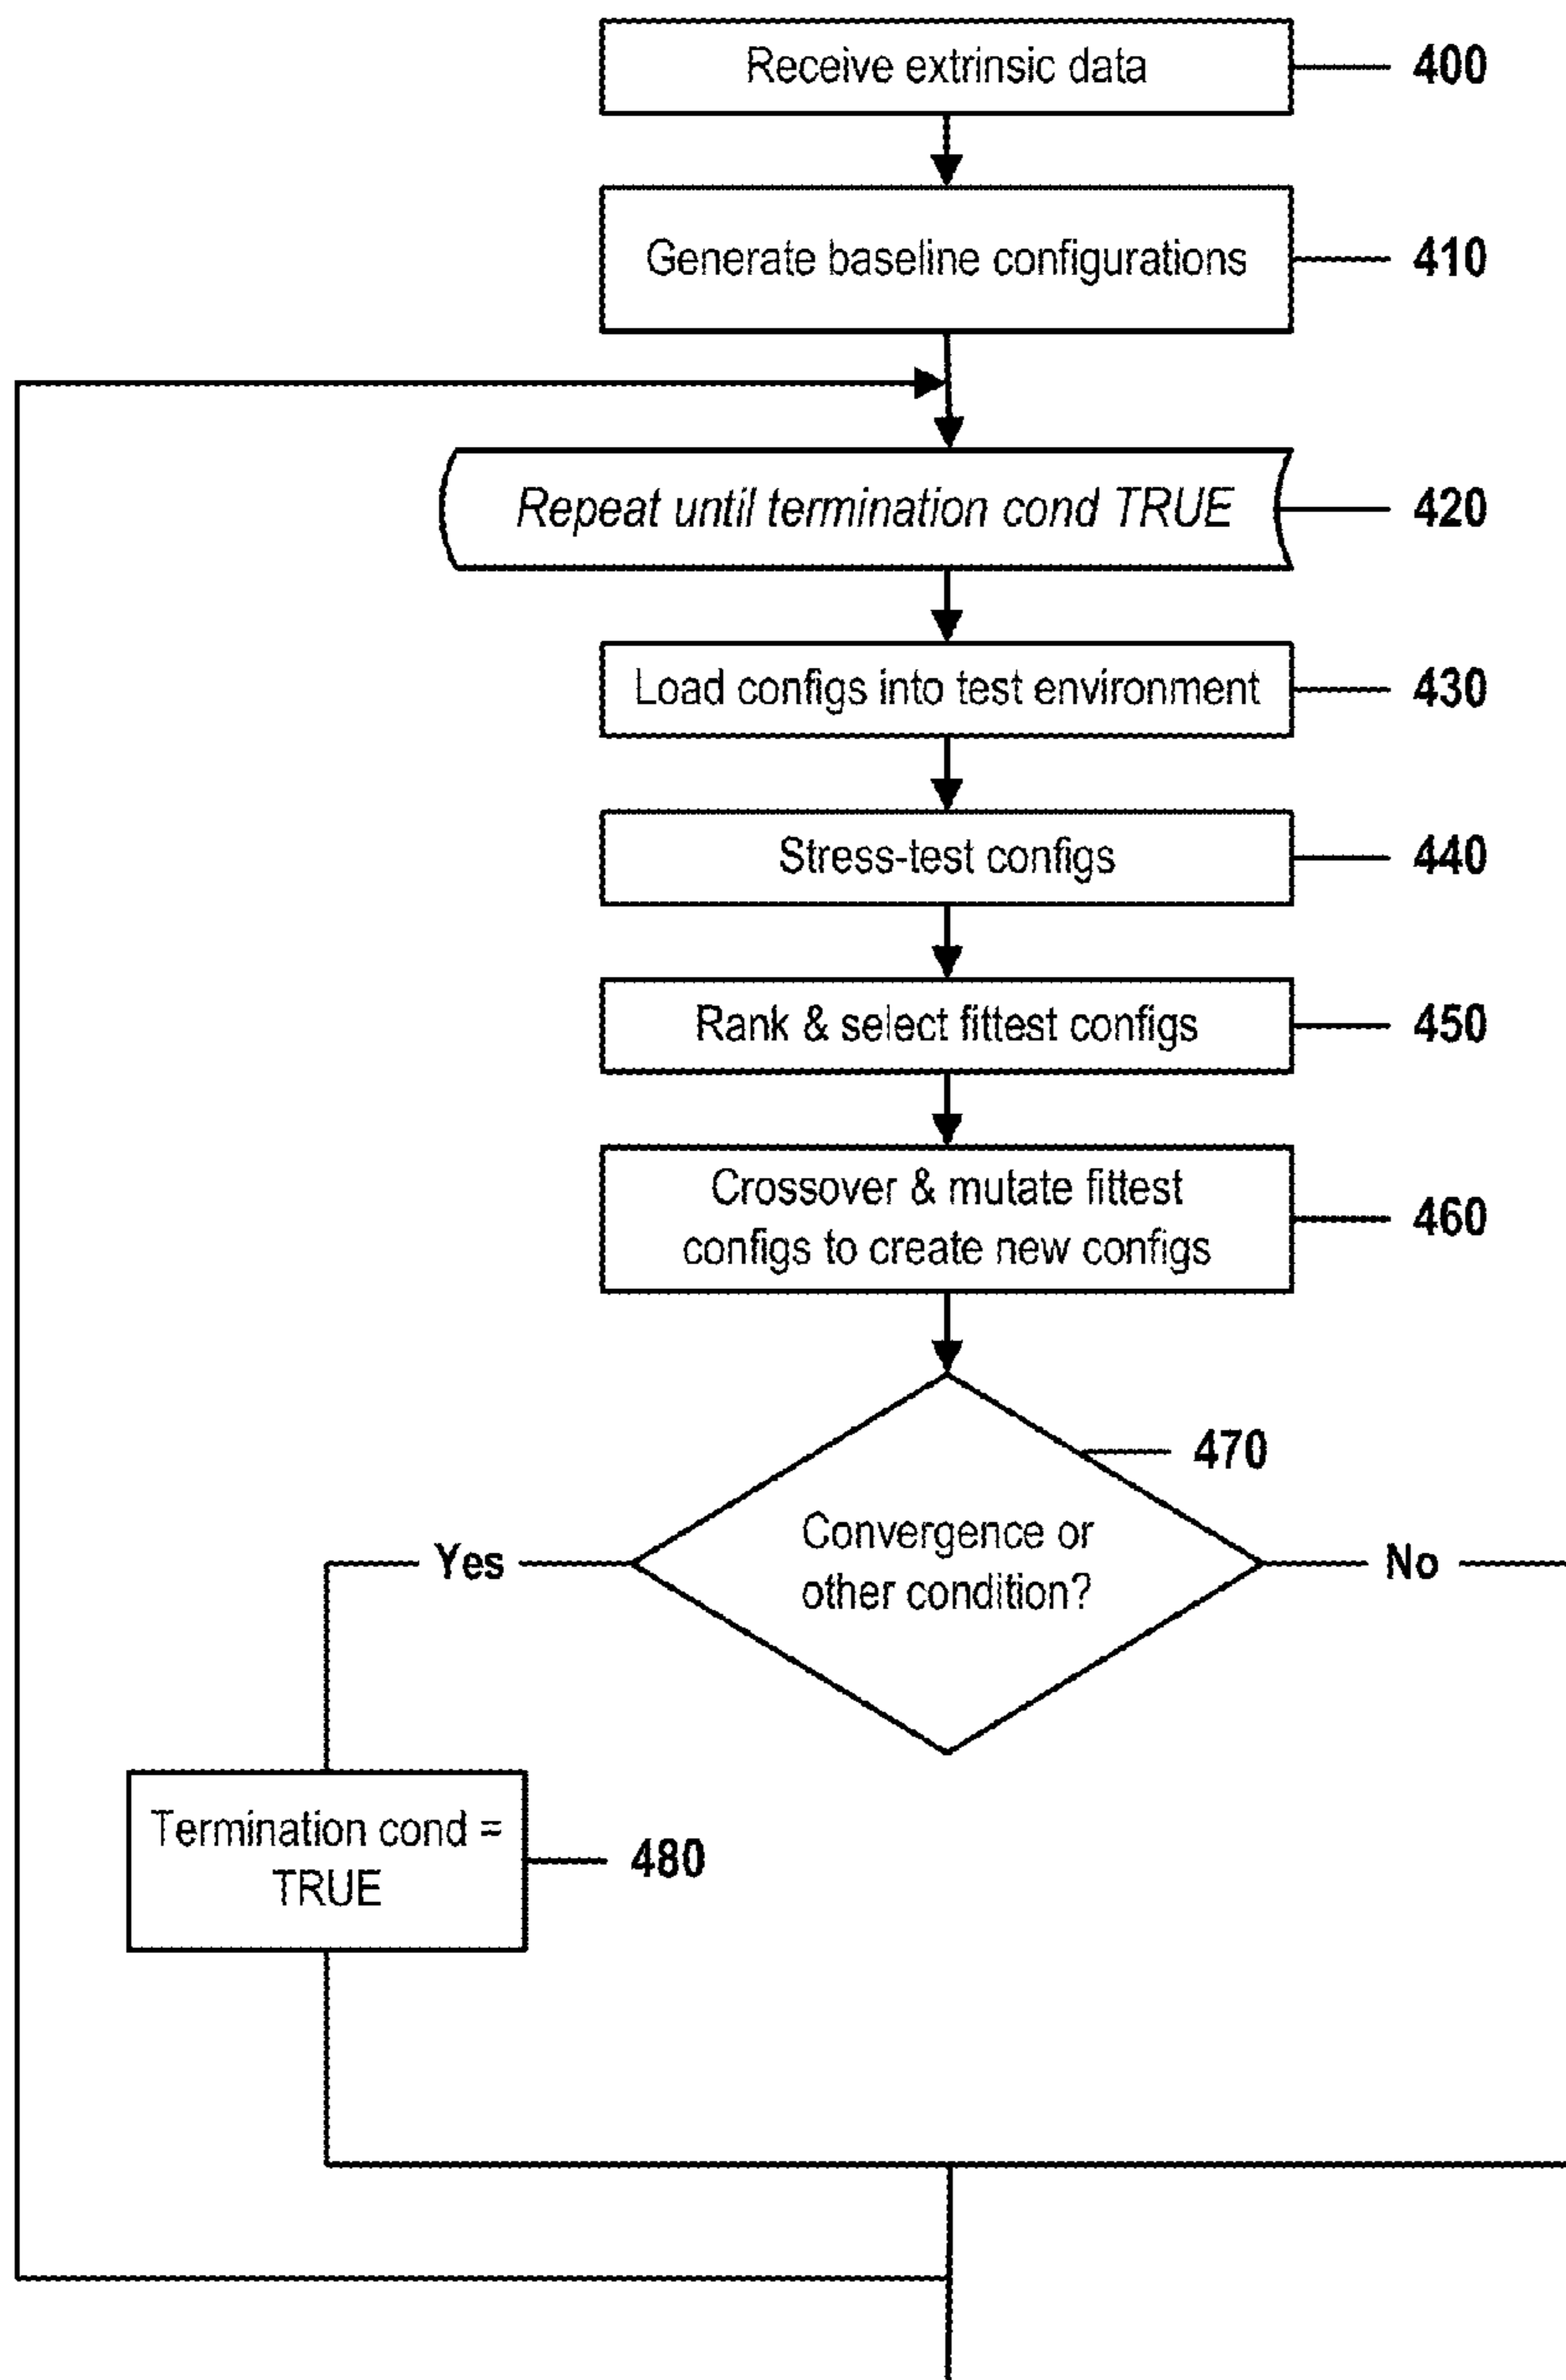 Receive extrinsic data
400
Generate baseline configurations
410
Repeat until termination cond TRUE
420
Load configs into test environment
430
Stress-test configs
440
Rank & select fittest configs
450
Crossover & mutate fittest
configs to create new configs
460
470
Convergence or
other condition?
Yes
No
Termination cond =
TRUE
480